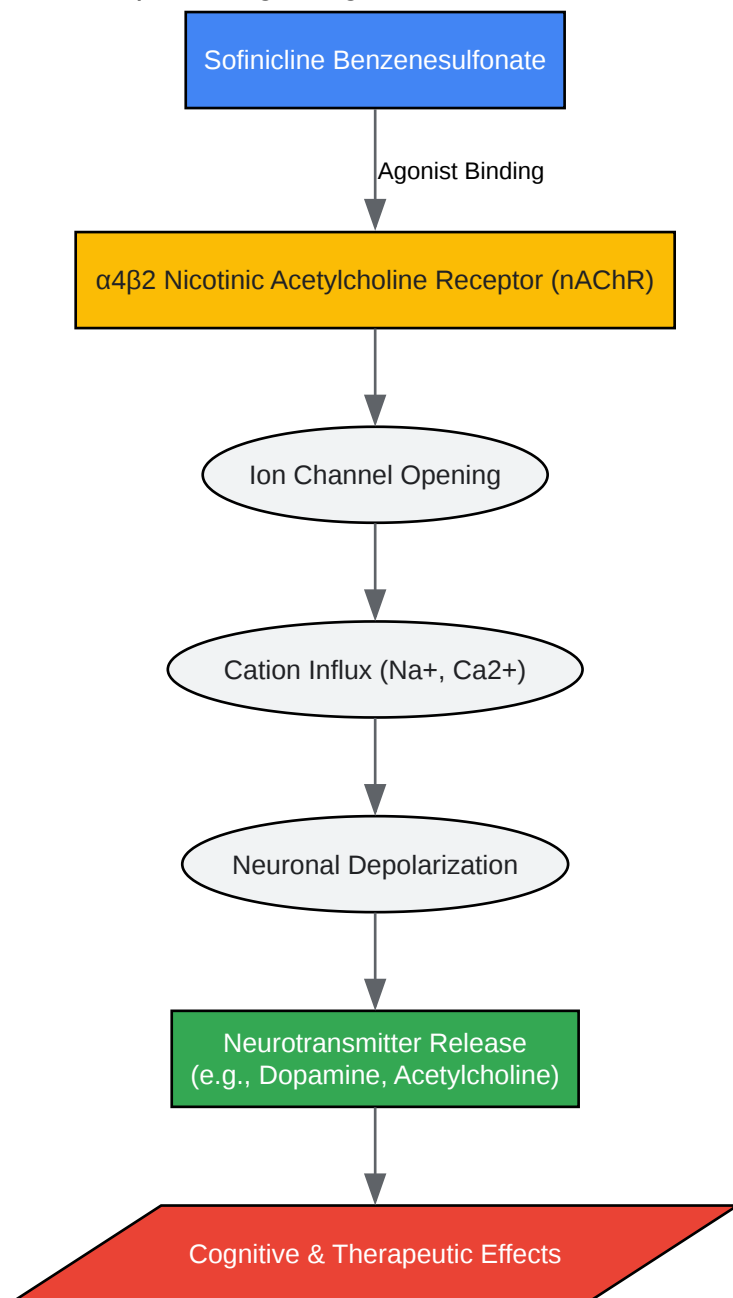 Sofinicline Benzenesulfonate
Agonist Binding
α4β2 Nicotinic Acetylcholine Receptor (nAChR)
Ion Channel Opening
Cation Influx (Na+, Ca2+)
Neuronal Depolarization
Neurotransmitter Release
(e.g., Dopamine, Acetylcholine)
Cognitive & Therapeutic Effects